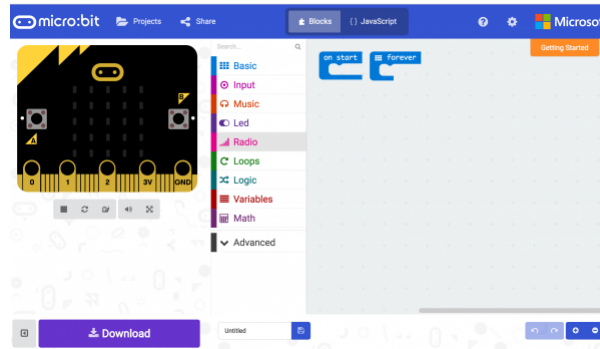 micro:bit Projects Share Blocks {} JavaScript ? Microso
Getting Started
Search...
Basic
Input
Music
Led
Radio
Loops
Logic
Variables
Math
Advanced
on start
forever
A
B
0 1 2 3V GND
Download
Untitled